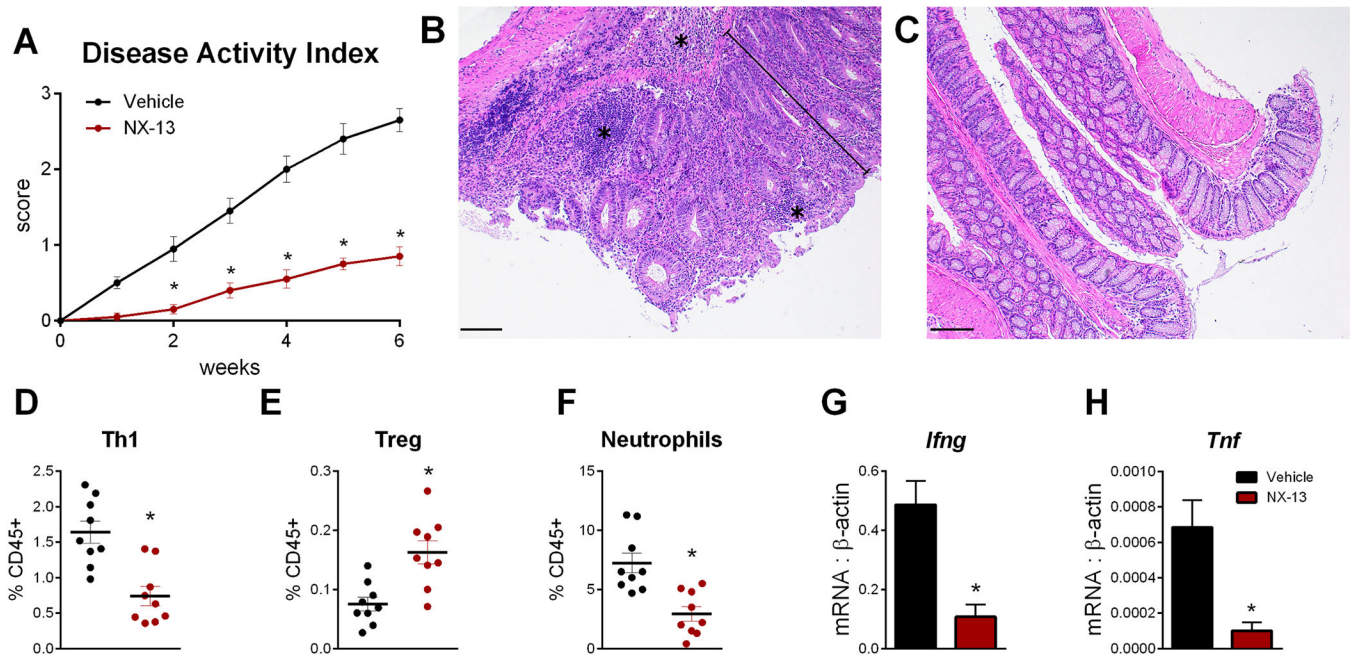 A
Disease Activity Index
Vehicle
NX-13
3
2
1
0
score
* * * * *
0 2 4 6
weeks
B
* * *
C
D
Th1
2.5
2.0
1.5
1.0
0.5
0.0
% CD45+
*
E
Treg
0.3
0.2
0.1
0.0
% CD45+
*
F
Neutrophils
15
10
5
0
% CD45+
*
G
Ifng
0.6
0.4
0.2
0.0
mRNA : β-actin
*
H
Tnf
0.0010
0.0008
0.0006
0.0004
0.0002
0.0000
mRNA : β-actin
Vehicle
NX-13
*